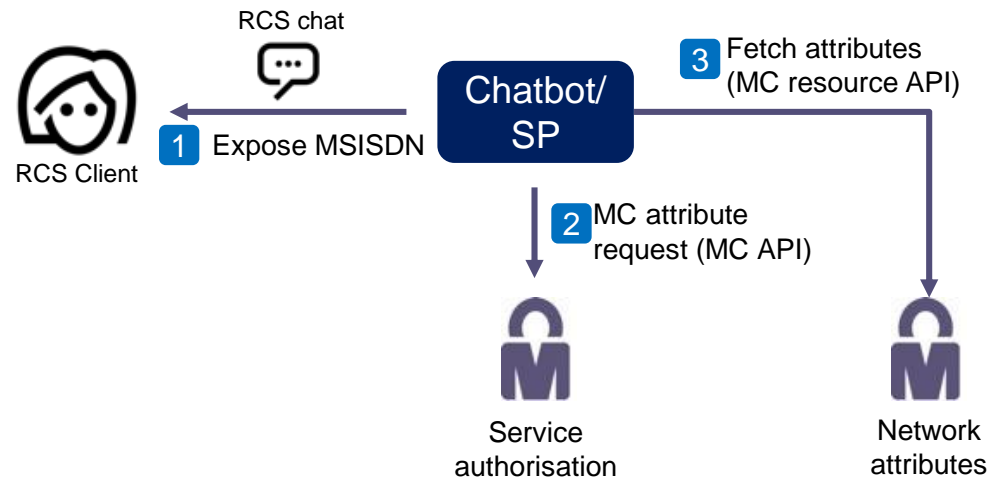 RCS chat
RCS Client
1 Expose MSISDN
Chatbot/
SP
3 Fetch attributes
(MC resource API)
2 MC attribute
request (MC API)
M
Service
authorisation
M
Network
attributes